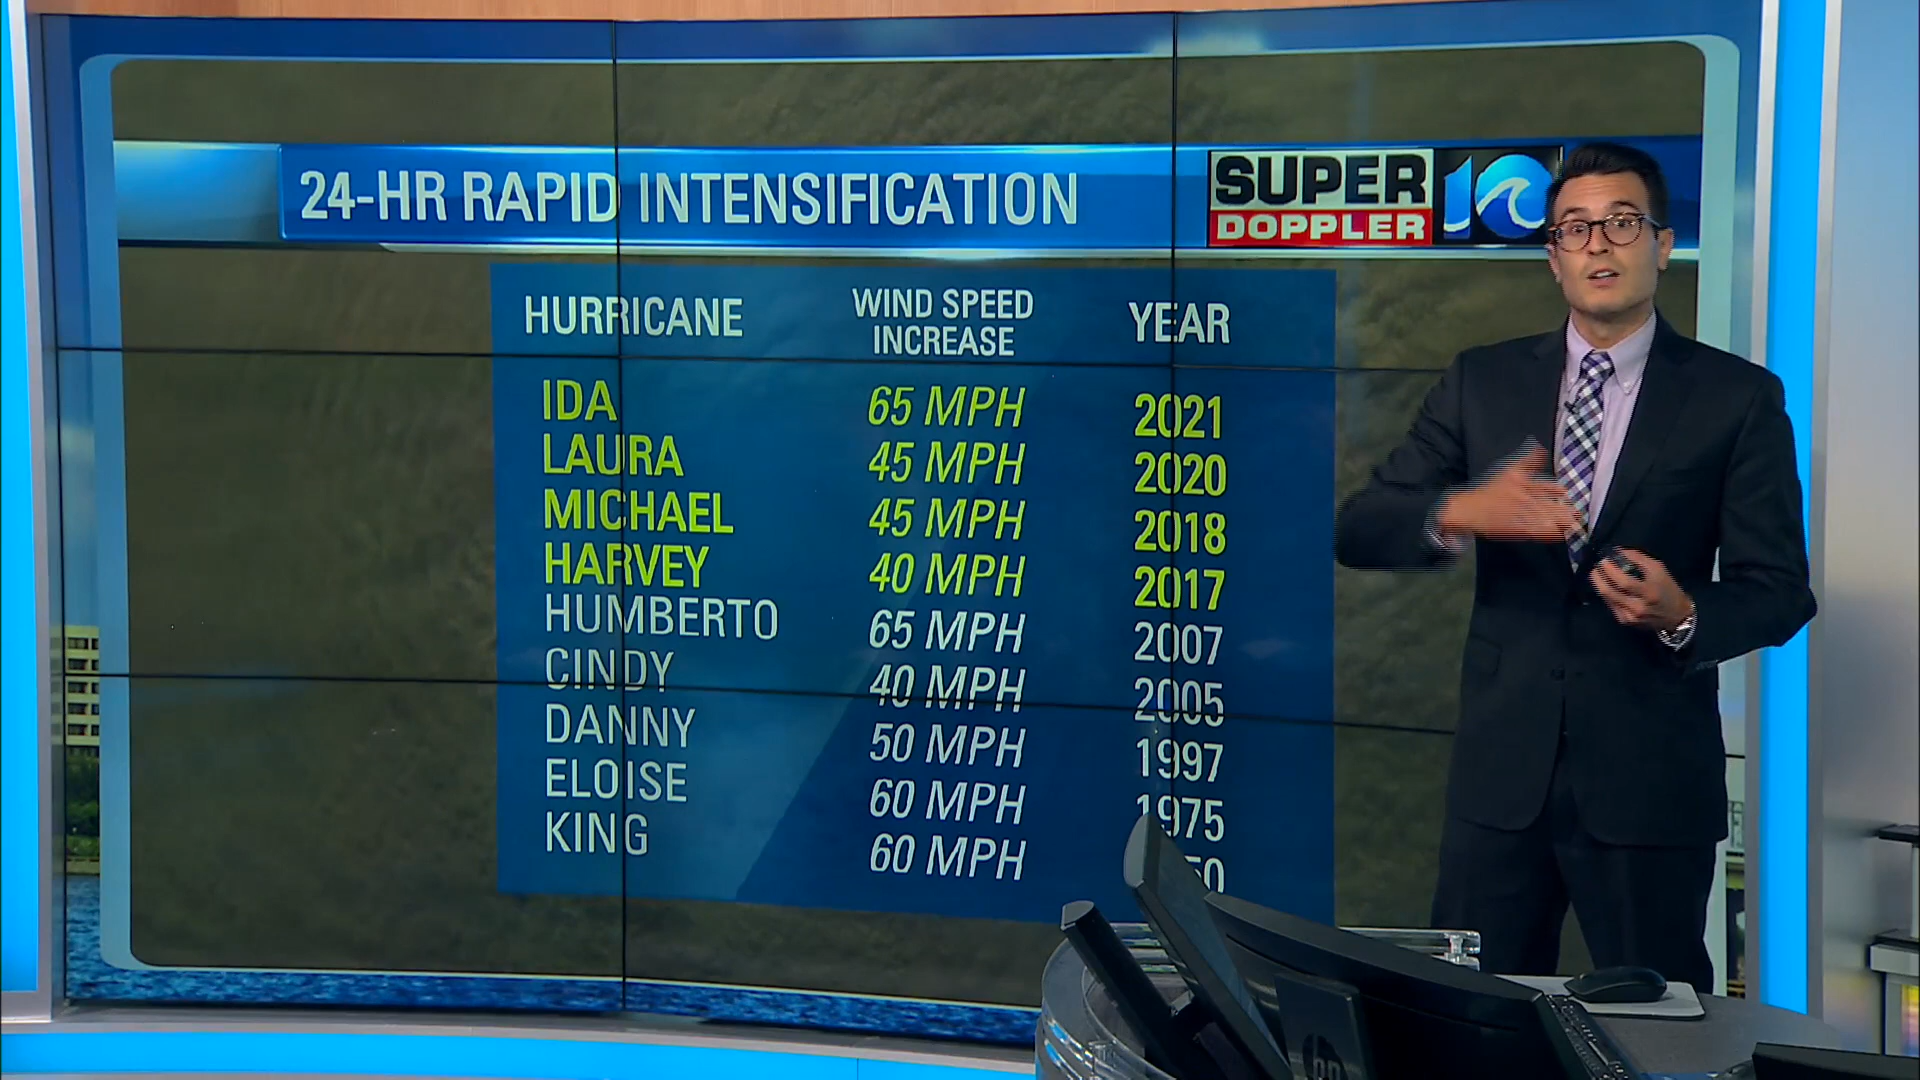 24-HR RAPID INTENSIFICATION
SUPER
DOPPLER 10
HURRICANE WIND SPEED INCREASE YEAR
IDA 65 MPH 2021
LAURA 45 MPH 2020
MICHAEL 45 MPH 2018
HARVEY 40 MPH 2017
HUMBERTO 65 MPH 2007
CINDY 40 MPH 2005
DANNY 50 MPH 1997
ELOISE 60 MPH 1975
KING 60 MPH
hp